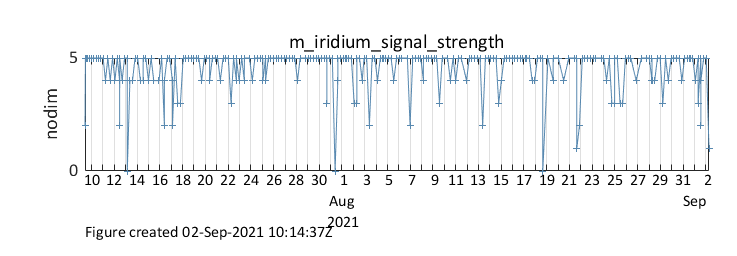 m_iridium_signal_strength
5
nodim
0
10 12 14 16 18 20 22 24 26 28 30 1 3 5 7 9 11 13 15 17 19 21 23 25 27 29 31 2
Aug Sep
2021
Figure created 02-Sep-2021 10:14:37Z